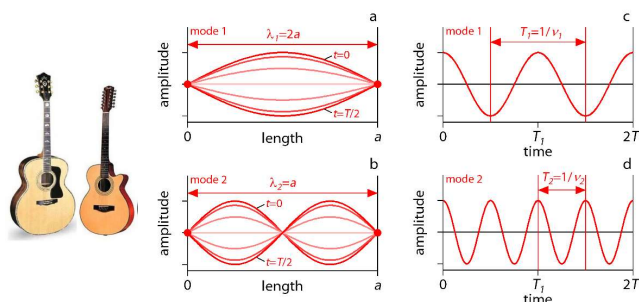 a
mode 1
λ₁=2a
t=0
t=T/2
amplitude
0
length
a
b
mode 2
λ₂=a
t=0
t=T/2
amplitude
0
length
a
c
mode 1
T₁=1/ν₁
amplitude
0
T₁
2T
time
d
mode 2
T₂=1/ν₂
amplitude
0
T₁
2T
time